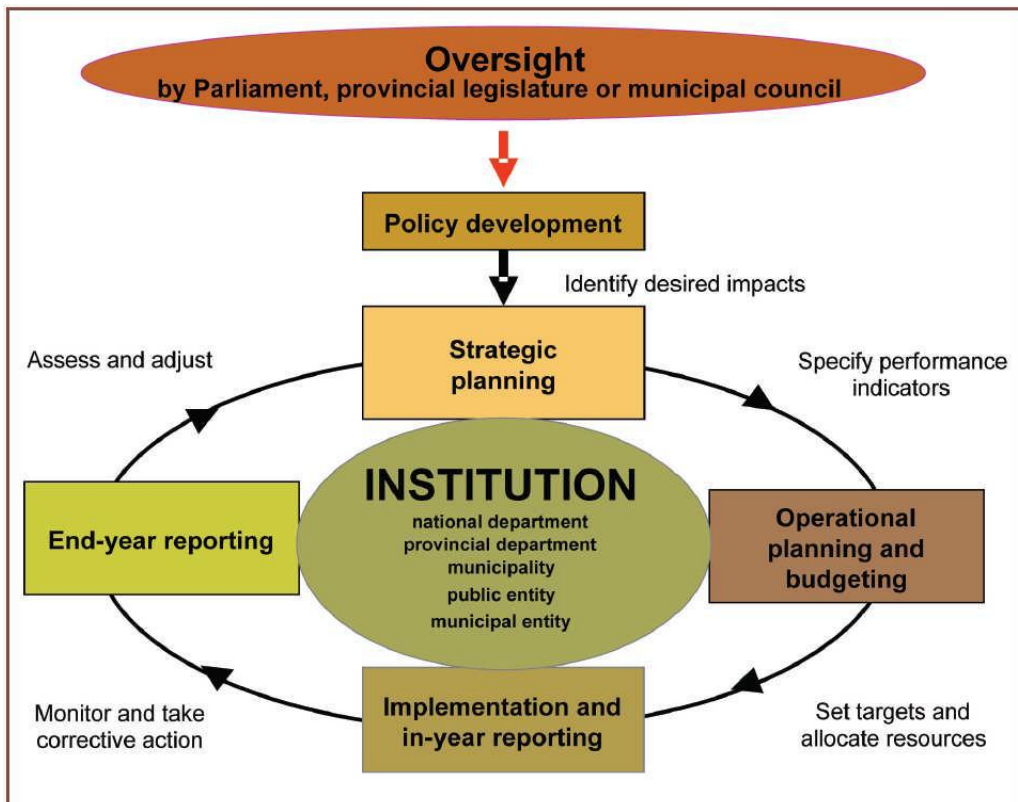 Oversight
by Parliament, provincial legislature or municipal council
Policy development
Identify desired impacts
Strategic
planning
Assess and adjust
Specify performance
indicators
INSTITUTION
national department
provincial department
municipality
public entity
municipal entity
End-year reporting
Operational
planning and
budgeting
Implementation and
in-year reporting
Monitor and take
corrective action
Set targets and
allocate resources